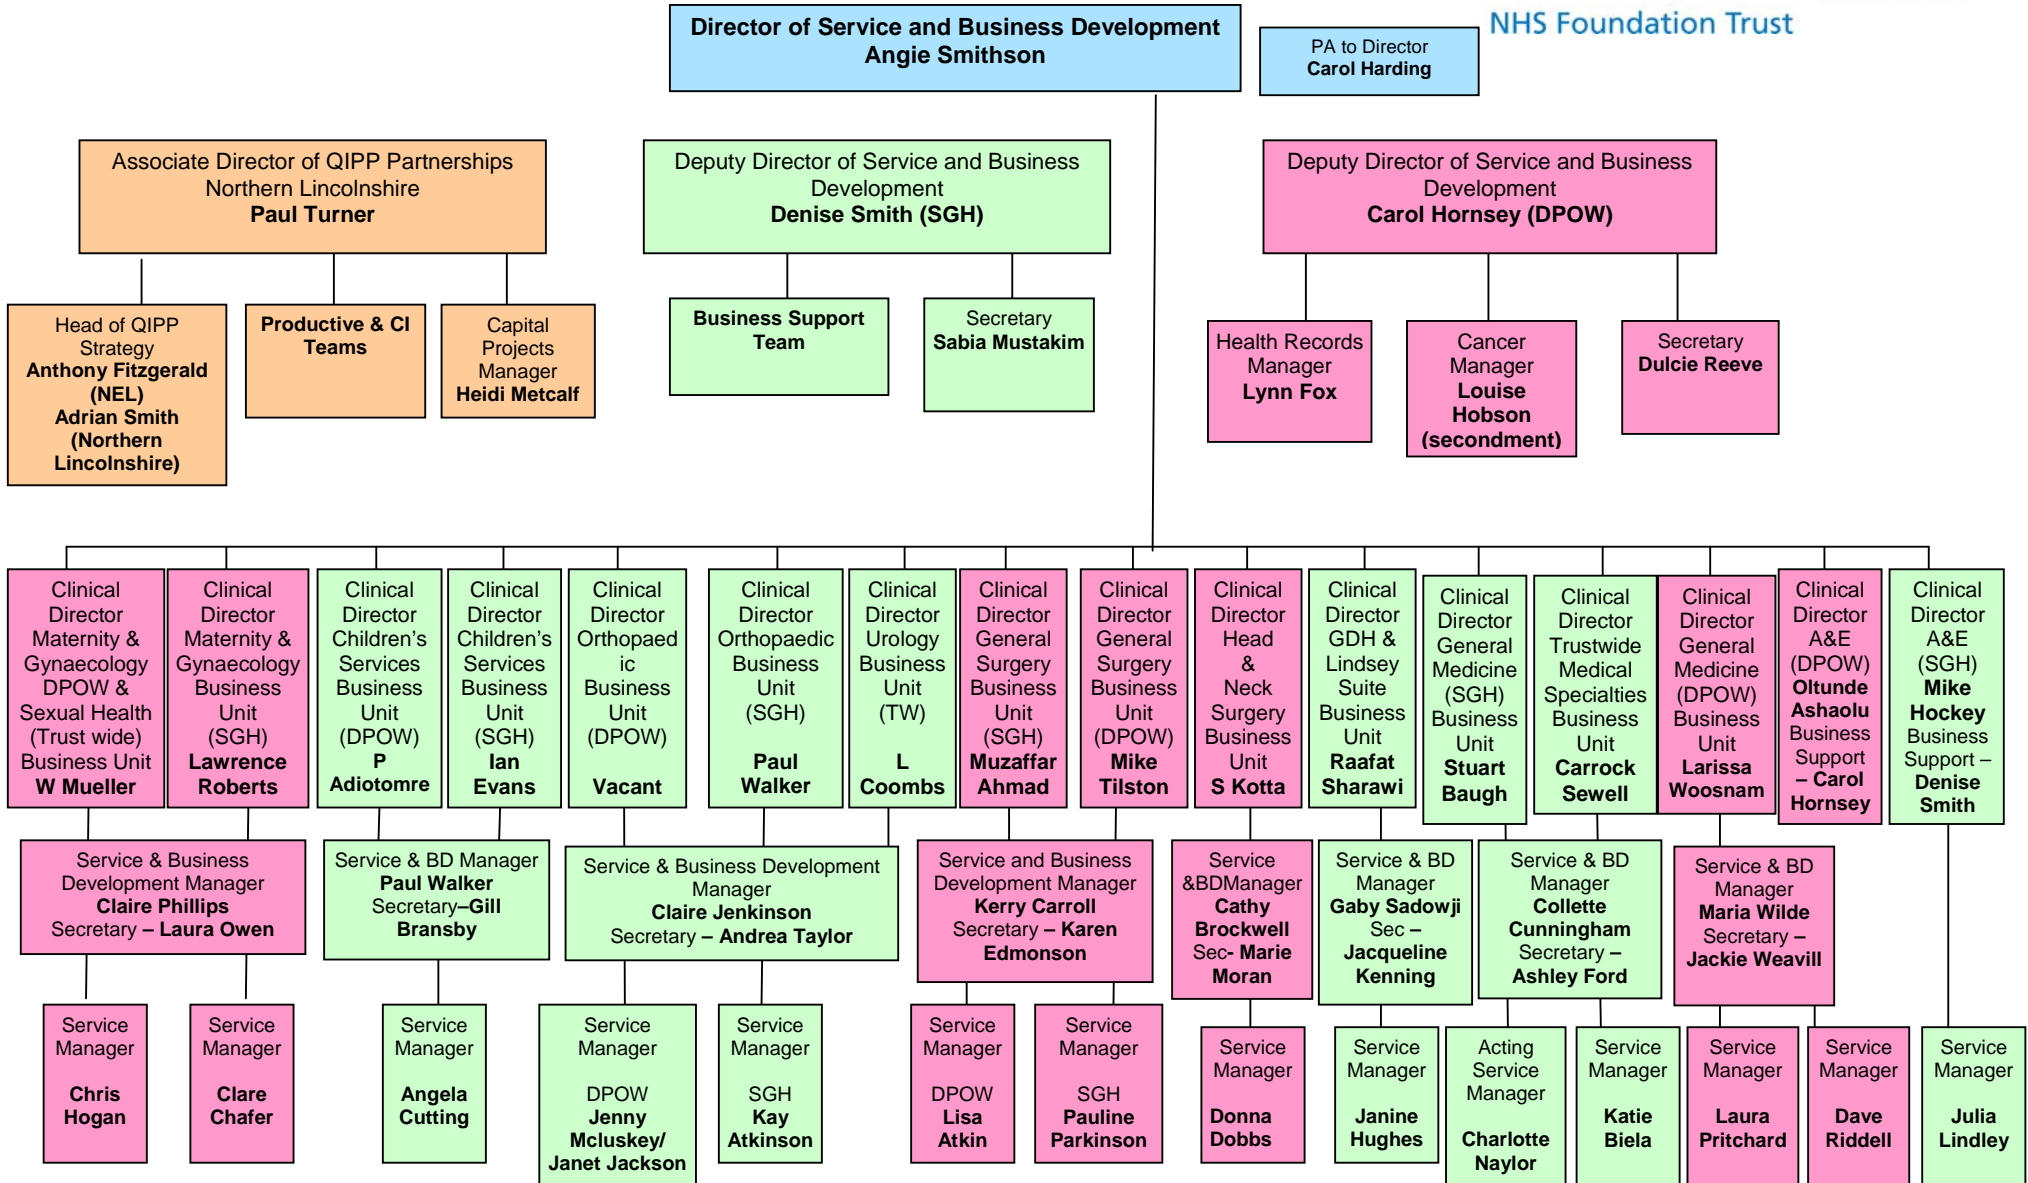 Director of Service and Business Development
Angie Smithson
PA to Director
Carol Harding
NHS Foundation Trust
Associate Director of QIPP Partnerships
Northern Lincolnshire
Paul Turner
Deputy Director of Service and Business
Development
Denise Smith (SGH)
Deputy Director of Service and Business
Development
Carol Hornsey (DPOW)
Head of QIPP
Strategy
Anthony Fitzgerald
(NEL)
Adrian Smith
(Northern
Lincolnshire)
Productive & CI
Teams
Capital
Projects
Manager
Heidi Metcalf
Business Support
Team
Secretary
Sabia Mustakim
Health Records
Manager
Lynn Fox
Cancer
Manager
Louise
Hobson
(secondment)
Secretary
Dulcie Reeve
Clinical
Director
Maternity &
Gynaecology
DPOW &
Sexual Health
(Trust wide)
Business Unit
W Mueller
Clinical
Director
Maternity &
Gynaecology
Business
Unit
(SGH)
Lawrence
Roberts
Clinical
Director
Children's
Services
Business
Unit
(DPOW)
P
Adiotomre
Clinical
Director
Children's
Services
Business
Unit
(SGH)
Ian
Evans
Clinical
Director
Orthopaed
ic
Business
Unit
(DPOW)
Vacant
Clinical
Director
Orthopaedic
Business
Unit
(SGH)
Paul
Walker
Clinical
Director
Urology
Business
Unit
(TW)
L
Coombs
Clinical
Director
General
Surgery
Business
Unit
(SGH)
Muzaffar
Ahmad
Clinical
Director
General
Surgery
Business
Unit
(DPOW)
Mike
Tilston
Clinical
Director
Head
&
Neck
Surgery
Business
Unit
S Kotta
Clinical
Director
GDH &
Lindsey
Suite
Business
Unit
Raafat
Sharawi
Clinical
Director
General
Medicine
(SGH)
Business
Unit
Stuart
Baugh
Clinical
Director
Trustwide
Medical
Specialties
Business
Unit
Carrock
Sewell
Clinical
Director
General
Medicine
(DPOW)
Business
Unit
Larissa
Woosnam
Clinical
Director
A&E
(DPOW)
Oltunde
Ashaolu
Business
Support
– Carol
Hornsey
Clinical
Director
A&E
(SGH)
Mike
Hockey
Business
Support –
Denise
Smith
Service & Business
Development Manager
Claire Phillips
Secretary – Laura Owen
Service & BD Manager
Paul Walker
Secretary–Gill
Bransby
Service & Business Development
Manager
Claire Jenkinson
Secretary – Andrea Taylor
Service and Business
Development Manager
Kerry Carroll
Secretary – Karen
Edmonson
Service
&BDManager
Cathy
Brockwell
Sec- Marie
Moran
Service & BD
Manager
Gaby Sadowji
Sec –
Jacqueline
Kenning
Service & BD
Manager
Collette
Cunningham
Secretary –
Ashley Ford
Service & BD
Manager
Maria Wilde
Secretary –
Jackie Weavill
Service
Manager
Chris
Hogan
Service
Manager
Clare
Chafer
Service
Manager
Angela
Cutting
Service
Manager
DPOW
Jenny
Mcluskey/
Janet Jackson
Service
Manager
SGH
Kay
Atkinson
Service
Manager
DPOW
Lisa
Atkin
Service
Manager
SGH
Pauline
Parkinson
Service
Manager
Donna
Dobbs
Service
Manager
Janine
Hughes
Acting
Service
Manager
Charlotte
Naylor
Service
Manager
Katie
Biela
Service
Manager
Laura
Pritchard
Service
Manager
Dave
Riddell
Service
Manager
Julia
Lindley